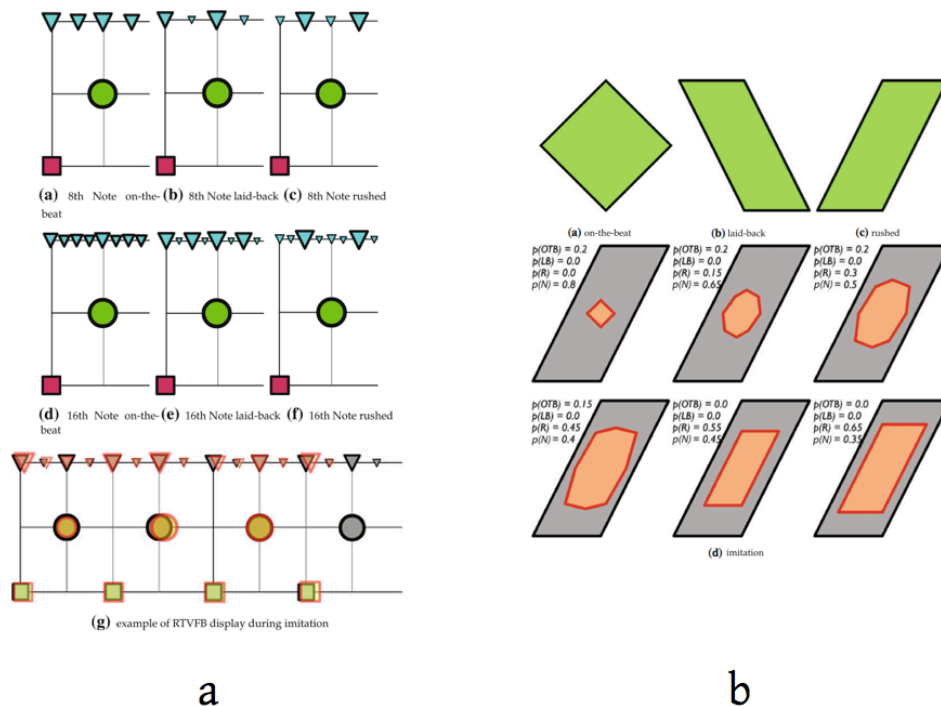 (a) 8th Note on-the-beat
(b) 8th Note laid-back
(c) 8th Note rushed
(d) 16th Note on-the-beat
(e) 16th Note laid-back
(f) 16th Note rushed
(g) example of RTVFB display during imitation
a
(a) on-the-beat
(b) laid-back
(c) rushed
p(OTB) = 0.2
p(LB) = 0.0
p(R) = 0.0
p(N) = 0.8
p(OTB) = 0.2
p(LB) = 0.0
p(R) = 0.15
p(N) = 0.65
p(OTB) = 0.2
p(LB) = 0.0
p(R) = 0.3
p(N) = 0.5
p(OTB) = 0.15
p(LB) = 0.0
p(R) = 0.45
p(N) = 0.4
p(OTB) = 0.0
p(LB) = 0.0
p(R) = 0.55
p(N) = 0.45
p(OTB) = 0.0
p(LB) = 0.0
p(R) = 0.65
p(N) = 0.35
(d) imitation
b